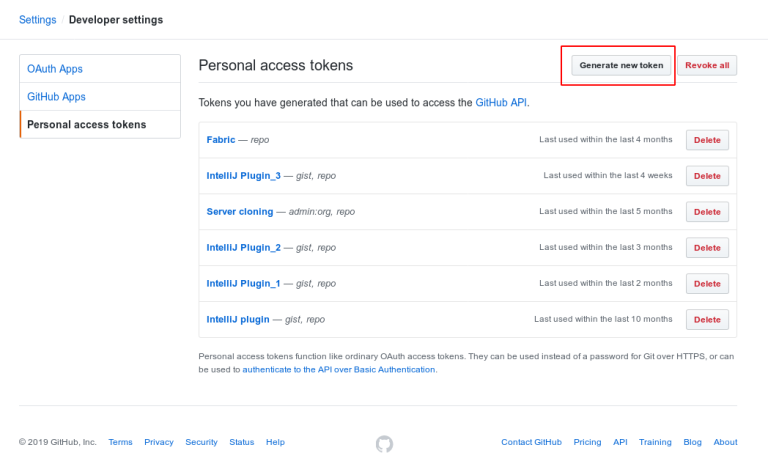 Settings / Developer settings
OAuth Apps
GitHub Apps
Personal access tokens
Personal access tokens
Generate new token
Revoke all
Tokens you have generated that can be used to access the GitHub API.
Fabric — repo Last used within the last 4 months Delete
IntelliJ Plugin_3 — gist, repo Last used within the last 4 weeks Delete
Server cloning — admin:org, repo Last used within the last 5 months Delete
IntelliJ Plugin_2 — gist, repo Last used within the last 3 months Delete
IntelliJ Plugin_1 — gist, repo Last used within the last 2 months Delete
IntelliJ plugin — gist, repo Last used within the last 10 months Delete
Personal access tokens function like ordinary OAuth access tokens. They can be used instead of a password for Git over HTTPS, or can
be used to authenticate to the API over Basic Authentication.
© 2019 GitHub, Inc. Terms Privacy Security Status Help Contact GitHub Pricing API Training Blog About